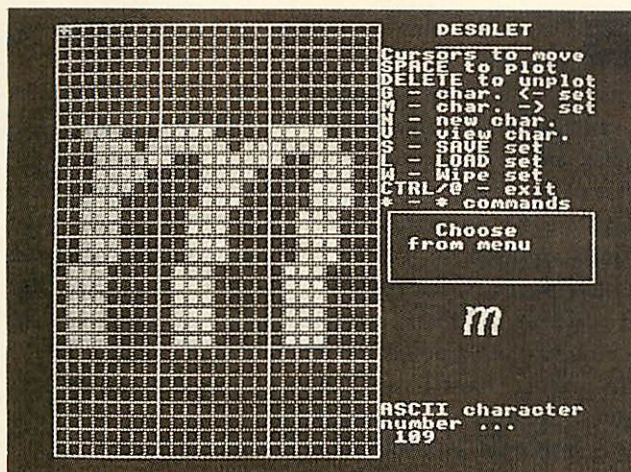 DESALET
Cursors to move
SPACE to plot
DELETE to unplot
G - char. <- set
M - char. -> set
N - new char.
V - view char.
S - SAVE set
L - LOAD set
W - Wipe set
CTRL/@ - exit
* - * commands
Choose
from menu
m
ASCII character
number ...
109